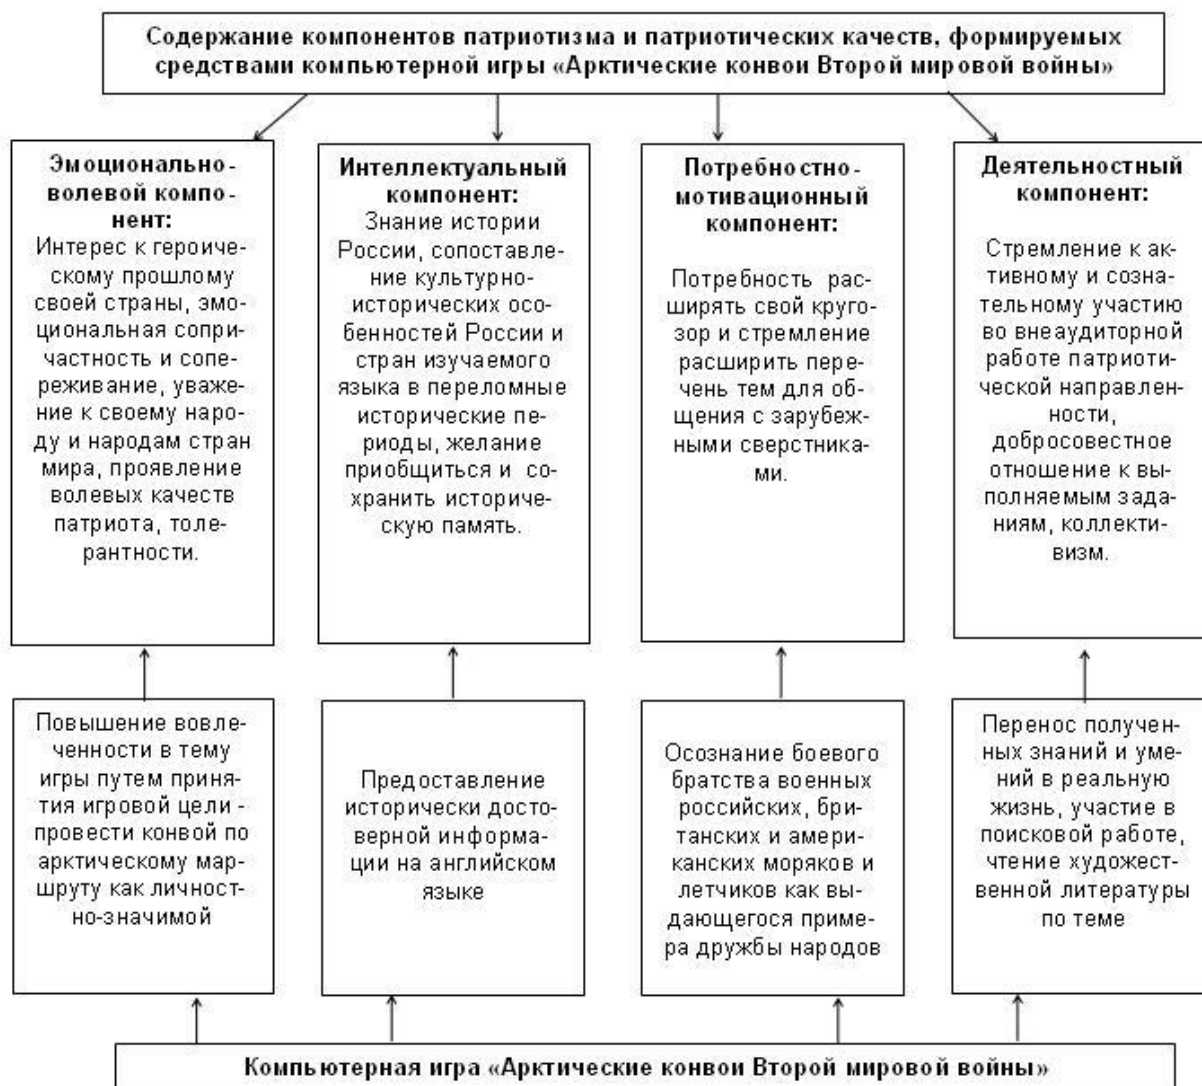 Содержание компонентов патриотизма и патриотических качеств, формируемых
средствами компьютерной игры «Арктические конвои Второй мировой войны»
Эмоционально-
волевой компо-
нент:
Интерес к героиче-
скому прошлому
своей страны, эмо-
циональная сопри-
частность и сопе-
реживание, уваже-
ние к своему наро-
ду и народам стран
мира, проявление
волевых качеств
патриота, толе-
рантности.
Интеллектуальный
компонент:
Знание истории
России, сопоставле-
ление культурно-
исторических осо-
бенностей России и
стран изучаемого
языка в переломные
исторические пе-
риоды, желание
приобщиться и со-
хранить историче-
скую память.
Потребностно-
мотивационный
компонент:
Потребность рас-
ширять свой круго-
зор и стремление
расширить пере-
чень тем для об-
щения с зарубеж-
ными сверстника-
ми.
Деятельностный
компонент:
Стремление к ак-
тивному и созна-
тельному участию
во внеаудиторной
работе патриоти-
ческой направлен-
ности,
добросовестное
отношение к вы-
полняемым зада-
ниям, коллекти-
визм.
Повышение вовле-
ченности в тему
игры путем приня-
тия игровой цели -
провести конвой по
арктическому мар-
шруту как личност-
но-значимой
Предоставление
исторически досто-
верной информа-
ции на английском
языке
Осознание боевого
братства военных
российских, бри-
танских и амери-
канских моряков и
летчиков как вы-
дающегося приме-
ра дружбы народов
Перенос получен-
ных знаний и уме-
ний в реальную
жизнь, участие в
поисковой работе,
чтение художест-
венной литературы
по теме
Компьютерная игра «Арктические конвои Второй мировой войны»